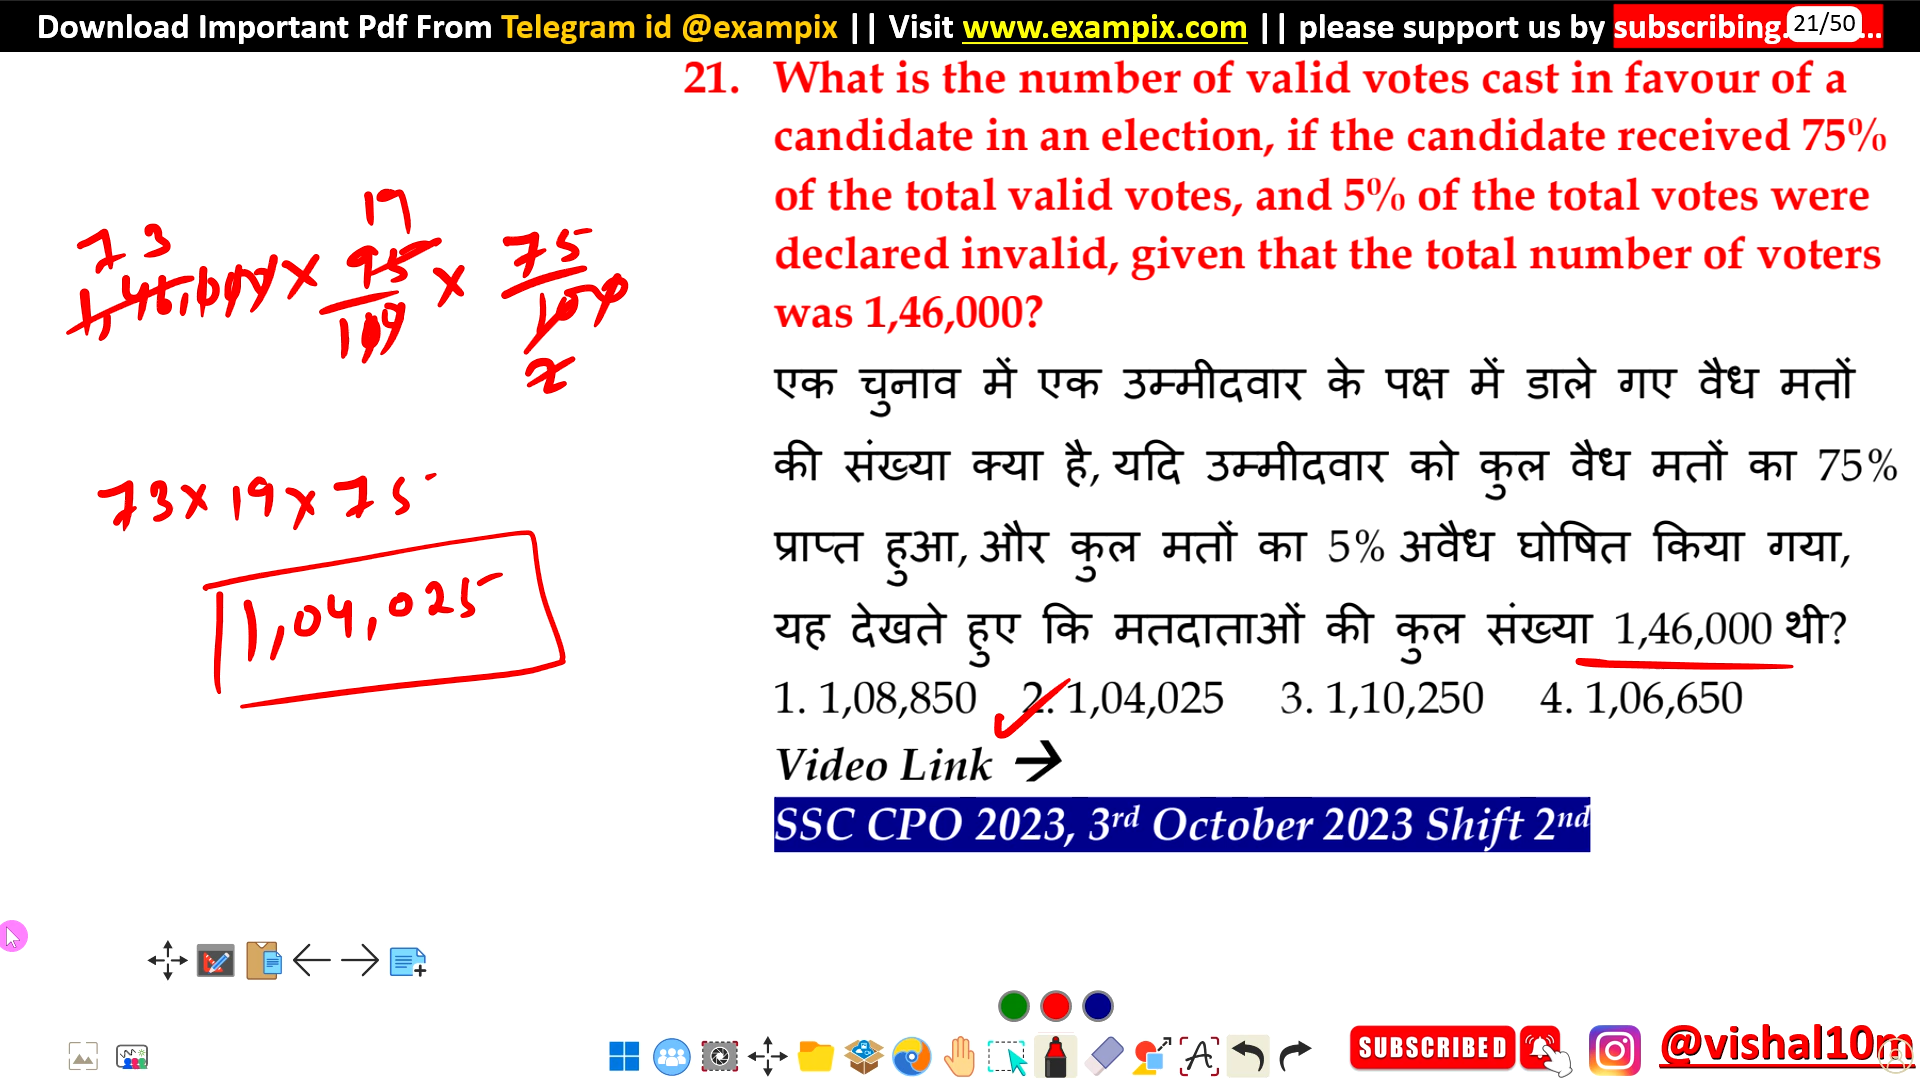 Download Important Pdf From Telegram id @exampix || Visit www.exampix.com || please support us by subscribing. ...
21/50
21. What is the number of valid votes cast in favour of a
candidate in an election, if the candidate received 75%
of the total valid votes, and 5% of the total votes were
declared invalid, given that the total number of voters
was 1,46,000?
एक चुनाव में एक उम्मीदवार के पक्ष में डाले गए वैध मतों
की संख्या क्या है, यदि उम्मीदवार को कुल वैध मतों का 75%
प्राप्त हुआ, और कुल मतों का 5% अवैध घोषित किया गया,
यह देखते हुए कि मतदाताओं की कुल संख्या 1,46,000 थी?
1. 1,08,850 2. 1,04,025 3. 1,10,250 4. 1,06,650
Video Link →
SSC CPO 2023, 3rd October 2023 Shift 2nd
73 19
1,46,000 × 95 × 75
100 100
2
73 × 19 × 75
1,04,025
SUBSCRIBED
@vishal10m